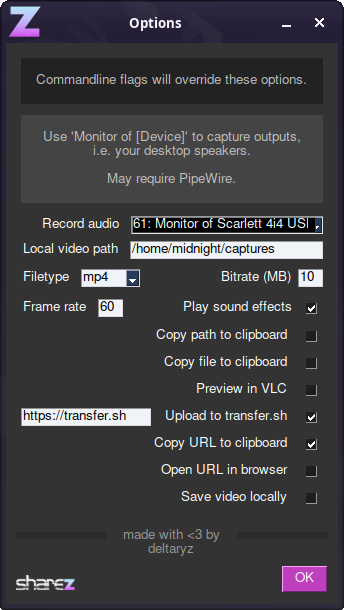 Z
Options
Commandline flags will override these options.
Use 'Monitor of [Device]' to capture outputs,
i.e. your desktop speakers.
May require PipeWire.
Record audio 61: Monitor of Scarlett 4i4 USI
Local video path /home/midnight/captures
Filetype mp4 Bitrate (MB) 10
Frame rate 60 Play sound effects
Copy path to clipboard
Copy file to clipboard
Preview in VLC
https://transfer.sh Upload to transfer.sh
Copy URL to clipboard
Open URL in browser
Save video locally
made with <3 by
deltaryz
sharez OK